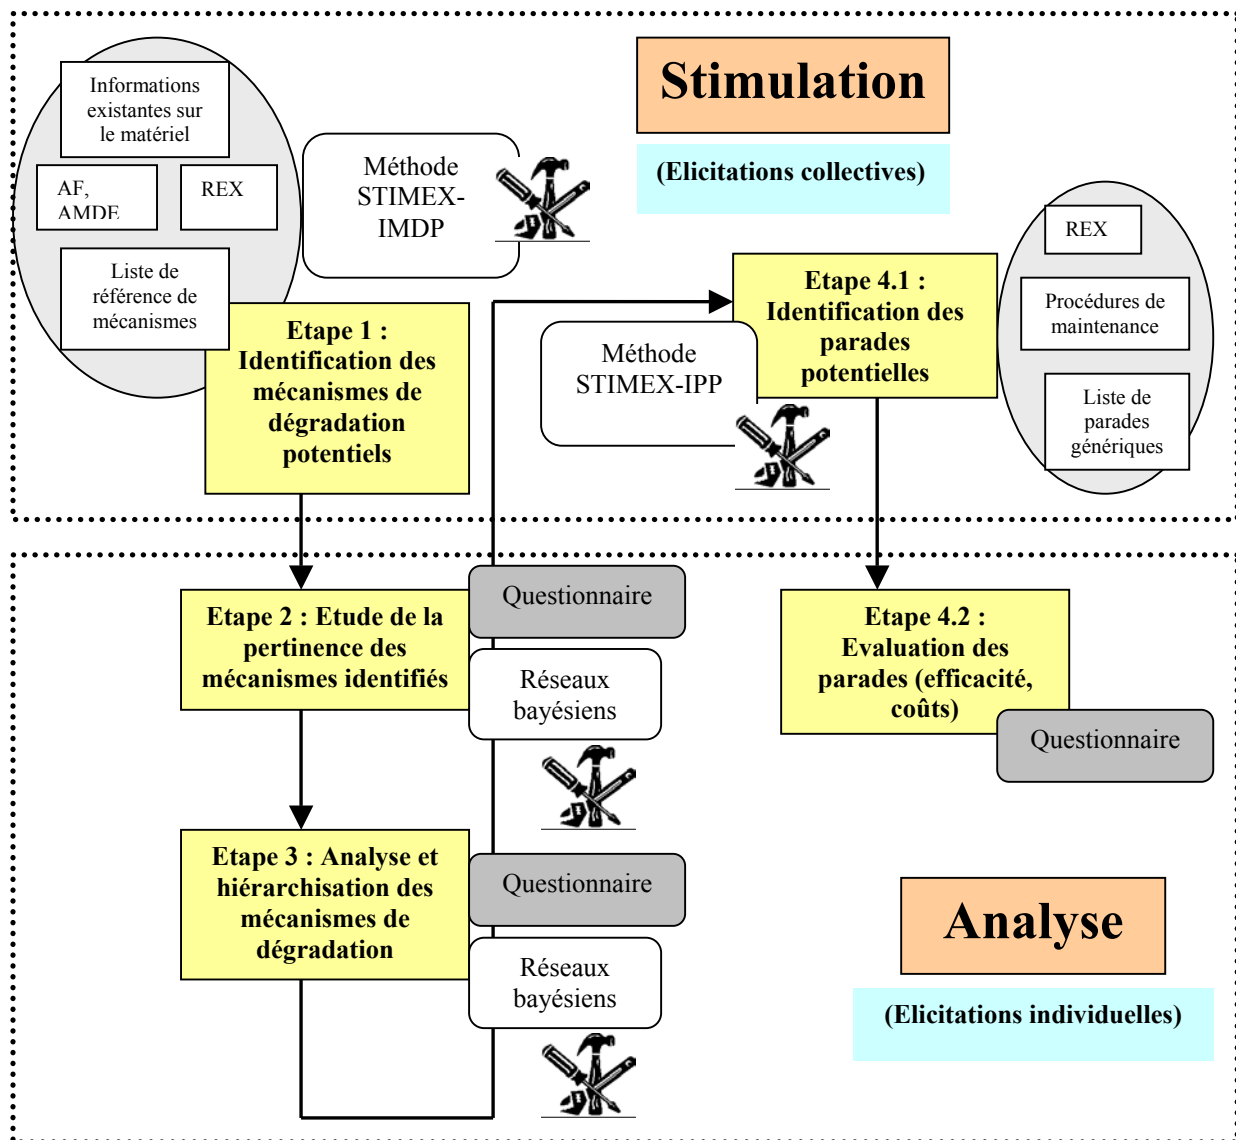 Stimulation
(Elicitations collectives)
Informations
existantes sur
le matériel
AF,
AMDE
REX
Liste de
référence de
mécanismes
Méthode
STIMEX-
IMDP
Etape 1 :
Identification des
mécanismes de
dégradation
potentiels
Etape 4.1 :
Identification des
parades
potentielles
Méthode
STIMEX-IPP
REX
Procédures de
maintenance
Liste de
parades
génériques
Etape 2 : Etude de la
pertinence des
mécanismes identifiés
Questionnaire
Réseaux
bayésiens
Etape 4.2 :
Evaluation des
parades (efficacité,
coûts)
Questionnaire
Etape 3 : Analyse et
hiérarchisation des
mécanismes de
dégradation
Questionnaire
Réseaux
bayésiens
Analyse
(Elicitations individuelles)